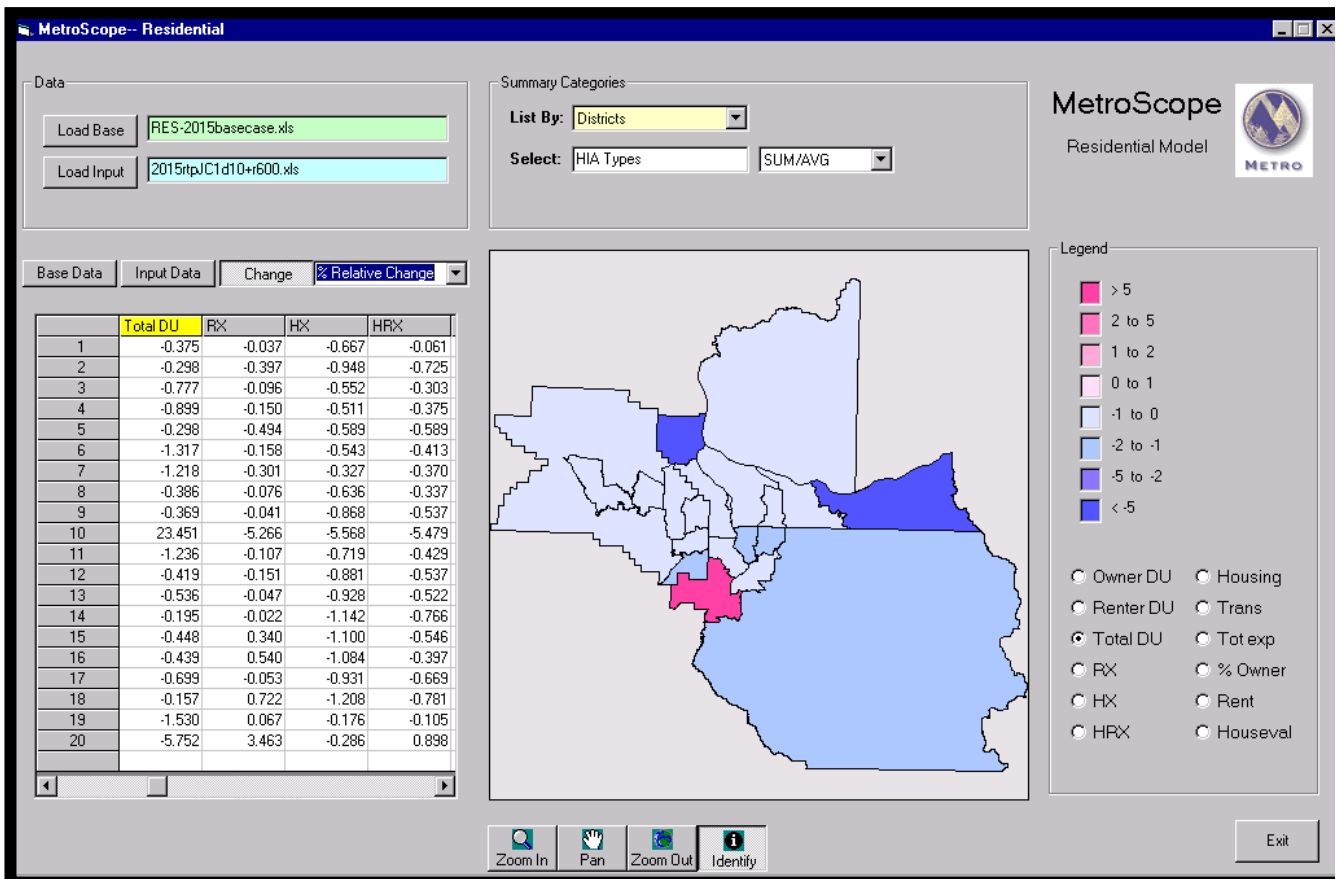 MetroScope-- Residential
Data
Load Base RES-2015basecase.xls
Load Input 2015rtpJC1d10+r600.xls
Summary Categories
List By: Districts
Select: HIA Types SUM/AVG
MetroScope
Residential Model
METRO
Base Data Input Data Change % Relative Change
Total DU RX HX HRX
1 -0.375 -0.037 -0.667 -0.061
2 -0.298 -0.397 -0.948 -0.725
3 -0.777 -0.096 -0.552 -0.303
4 -0.899 -0.150 -0.511 -0.375
5 -0.298 -0.494 -0.589 -0.589
6 -1.317 -0.158 -0.543 -0.413
7 -1.218 -0.301 -0.327 -0.370
8 -0.386 -0.076 -0.636 -0.337
9 -0.369 -0.041 -0.868 -0.537
10 23.451 -5.266 -5.568 -5.479
11 -1.236 -0.107 -0.719 -0.429
12 -0.419 -0.151 -0.881 -0.537
13 -0.536 -0.047 -0.928 -0.522
14 -0.195 -0.022 -1.142 -0.766
15 -0.448 0.340 -1.100 -0.546
16 -0.439 0.540 -1.084 -0.397
17 -0.699 -0.053 -0.931 -0.669
18 -0.157 0.722 -1.208 -0.781
19 -1.530 0.067 -0.176 -0.105
20 -5.752 3.463 -0.286 0.898
Legend
> 5
2 to 5
1 to 2
0 to 1
-1 to 0
-2 to -1
-5 to -2
< -5
Owner DU Housing
Renter DU Trans
Total DU Tot exp
RX % Owner
HX Rent
HRX Houseval
Zoom In Pan Zoom Out Identify
Exit